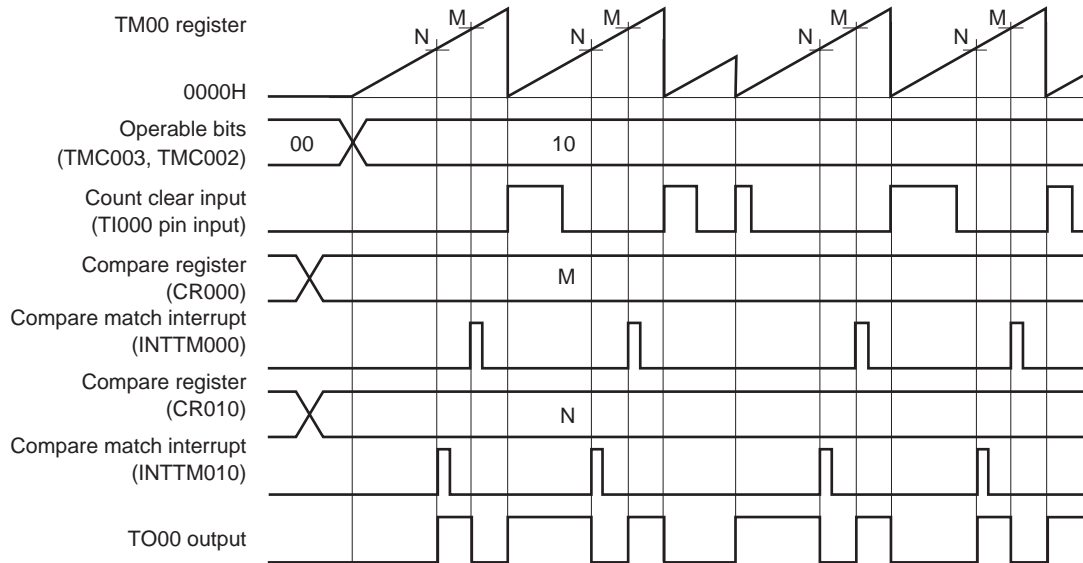 TM00 register
M
N
M
N
M
N
M
N
0000H
Operable bits
(TMC003, TMC002)
00
10
Count clear input
(TI000 pin input)
Compare register
(CR000)
M
Compare match interrupt
(INTTM000)
Compare register
(CR010)
N
Compare match interrupt
(INTTM010)
TO00 output